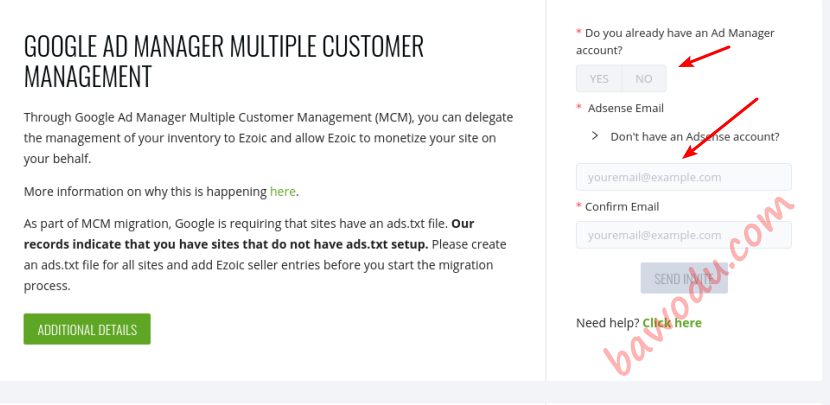 GOOGLE AD MANAGER MULTIPLE CUSTOMER
MANAGEMENT
Through Google Ad Manager Multiple Customer Management (MCM), you can delegate
the management of your inventory to Ezoic and allow Ezoic to monetize your site on
your behalf.
More information on why this is happening here.
As part of MCM migration, Google is requiring that sites have an ads.txt file. Our
records indicate that you have sites that do not have ads.txt setup. Please create
an ads.txt file for all sites and add Ezoic seller entries before you start the migration
process.
ADDITIONAL DETAILS
* Do you already have an Ad Manager
account?
YES NO
* Adsense Email
> Don't have an Adsense account?
youremail@example.com
* Confirm Email
youremail@example.com
SEND INVITE
Need help? Click here
bawodu.com